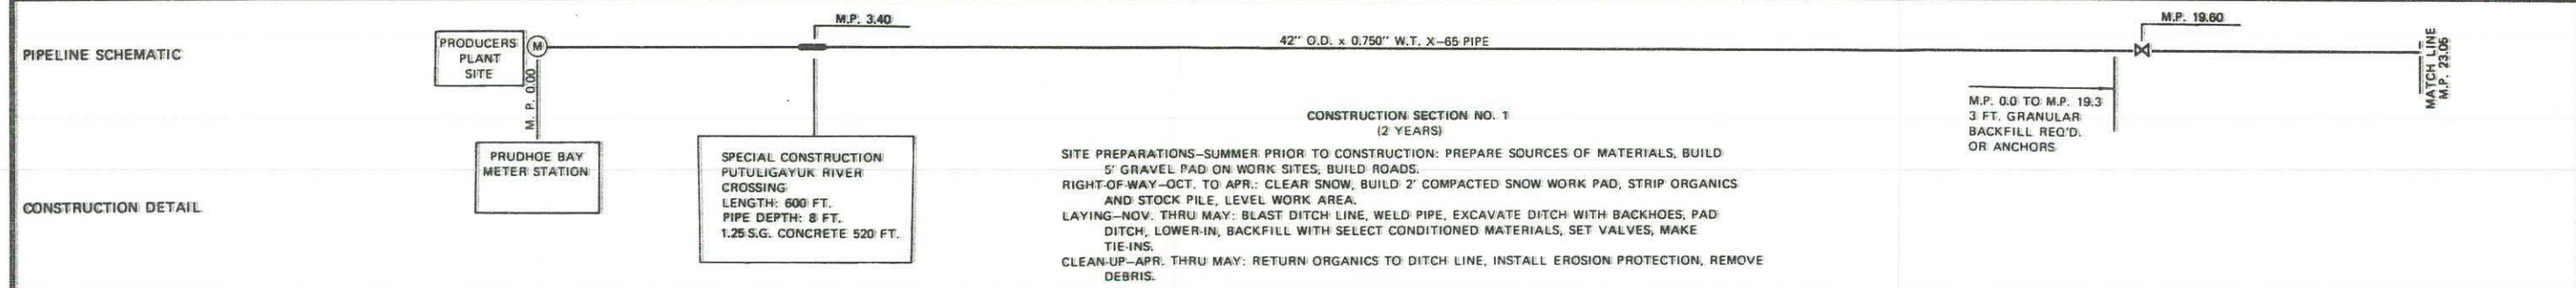 PIPELINE SCHEMATIC
PRODUCERS
PLANT
SITE
M
M. P. 0.00
M.P. 3.40
42" O.D. x 0.750" W.T. X-65 PIPE
M.P. 19.60
MATCH LINE
M.P. 23.05
M.P. 0.0 TO M.P. 19.3
3 FT. GRANULAR
BACKFILL REQ'D.
OR ANCHORS
CONSTRUCTION DETAIL
PRUDHOE BAY
METER STATION
SPECIAL CONSTRUCTION
PUTULIGAYUK RIVER
CROSSING
LENGTH: 600 FT.
PIPE DEPTH: 8 FT.
1.25 S.G. CONCRETE 520 FT.
CONSTRUCTION SECTION NO. 1
(2 YEARS)
SITE PREPARATIONS—SUMMER PRIOR TO CONSTRUCTION: PREPARE SOURCES OF MATERIALS, BUILD
5' GRAVEL PAD ON WORK SITES, BUILD ROADS.
RIGHT-OF-WAY—OCT. TO APR.: CLEAR SNOW, BUILD 2' COMPACTED SNOW WORK PAD, STRIP ORGANICS
AND STOCK PILE, LEVEL WORK AREA.
LAYING—NOV. THRU MAY: BLAST DITCH LINE, WELD PIPE, EXCAVATE DITCH WITH BACKHOES, PAD
DITCH, LOWER-IN, BACKFILL WITH SELECT CONDITIONED MATERIALS, SET VALVES, MAKE
TIE-INS.
CLEAN-UP—APR. THRU MAY: RETURN ORGANICS TO DITCH LINE, INSTALL EROSION PROTECTION, REMOVE
DEBRIS.